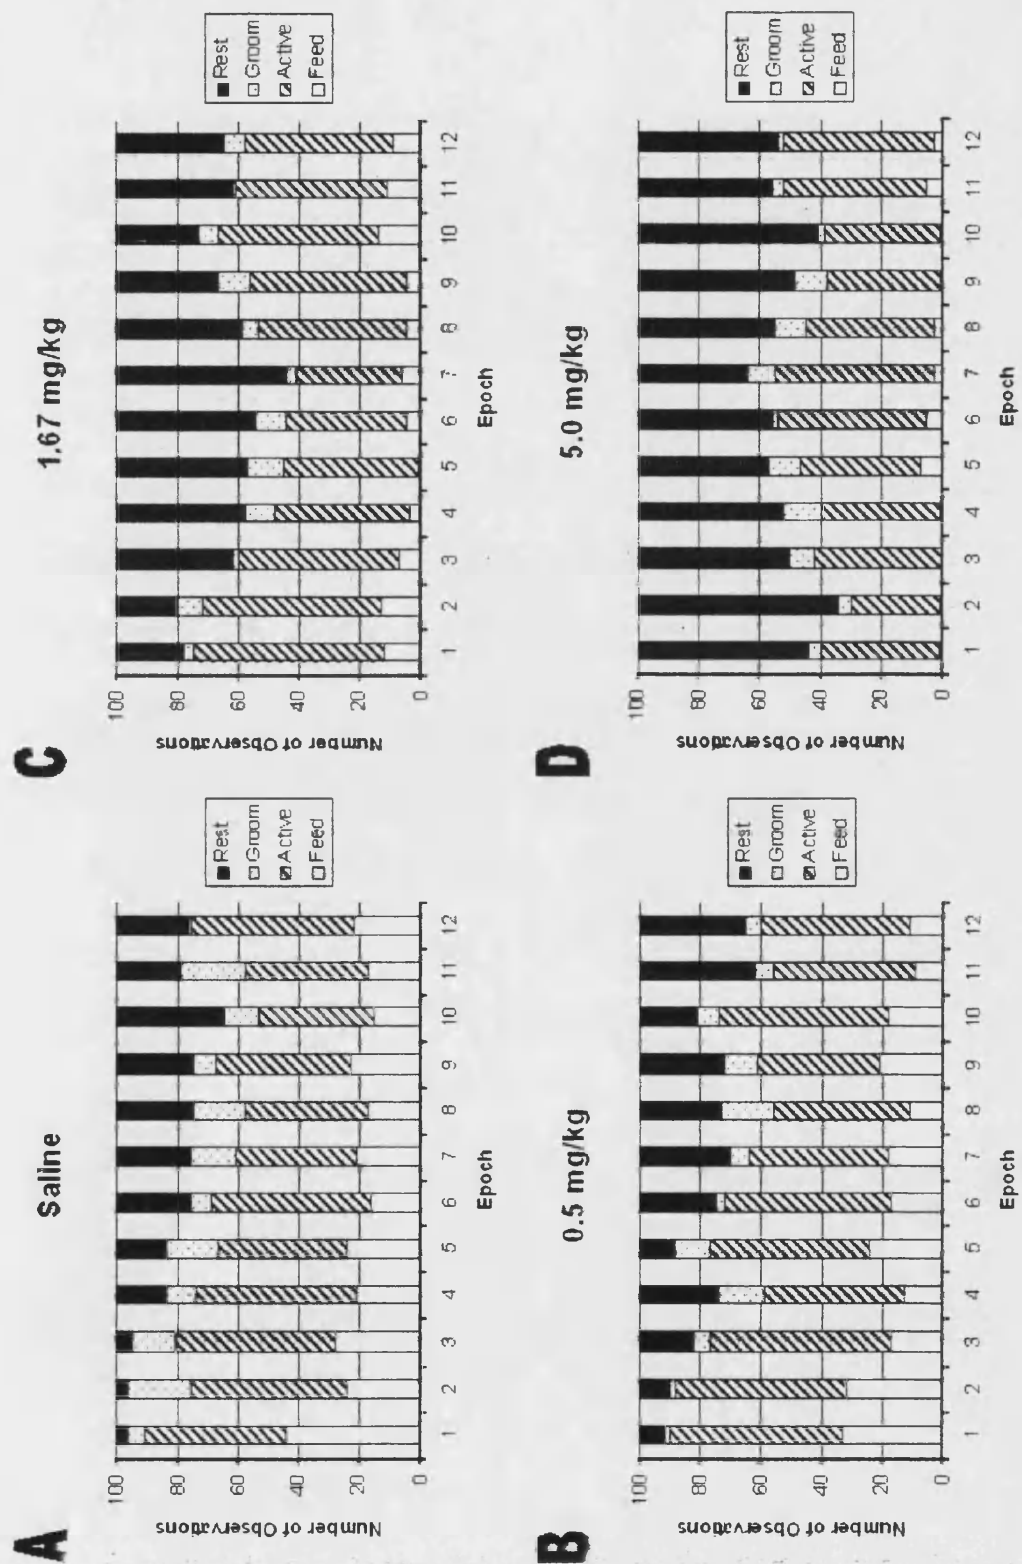 A
Saline
Number of Observations
100
80
60
40
20
0
1 2 3 4 5 6 7 8 9 10 11 12
Epoch
Rest
Groom
Active
Feed
C
1.67 mg/kg
Number of Observations
100
80
60
40
20
0
1 2 3 4 5 6 7 8 9 10 11 12
Epoch
Rest
Groom
Active
Feed
B
0.5 mg/kg
Number of Observations
100
80
60
40
20
0
1 2 3 4 5 6 7 8 9 10 11 12
Epoch
Rest
Groom
Active
Feed
D
5.0 mg/kg
Number of Observations
100
80
60
40
20
0
1 2 3 4 5 6 7 8 9 10 11 12
Epoch
Rest
Groom
Active
Feed